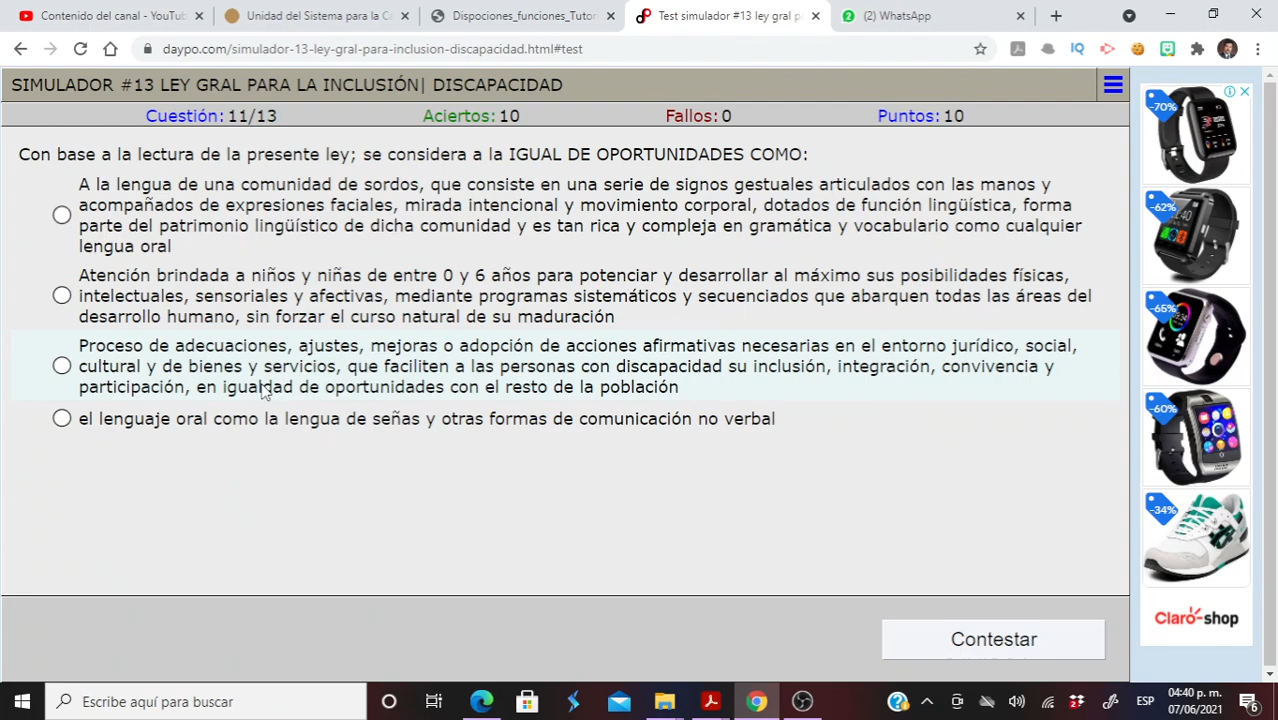 Contenido del canal - YouTu
Unidad del Sistema para la Ca
Dispociones_funciones_Tutori
Test simulador #13 ley gral p
(2) WhatsApp
daypo.com/simulador-13-ley-gral-para-inclusion-discapacidad.html#test
SIMULADOR #13 LEY GRAL PARA LA INCLUSIÓN| DISCAPACIDAD
Cuestión: 11/13 Aciertos: 10 Fallos: 0 Puntos: 10
Con base a la lectura de la presente ley; se considera a la IGUAL DE OPORTUNIDADES COMO:
A la lengua de una comunidad de sordos, que consiste en una serie de signos gestuales articulados con las manos y
acompañados de expresiones faciales, mirada intencional y movimiento corporal, dotados de función lingüística, forma
parte del patrimonio lingüístico de dicha comunidad y es tan rica y compleja en gramática y vocabulario como cualquier
lengua oral
Atención brindada a niños y niñas de entre 0 y 6 años para potenciar y desarrollar al máximo sus posibilidades físicas,
intelectuales, sensoriales y afectivas, mediante programas sistemáticos y secuenciados que abarquen todas las áreas del
desarrollo humano, sin forzar el curso natural de su maduración
Proceso de adecuaciones, ajustes, mejoras o adopción de acciones afirmativas necesarias en el entorno jurídico, social,
cultural y de bienes y servicios, que faciliten a las personas con discapacidad su inclusión, integración, convivencia y
participación, en igualdad de oportunidades con el resto de la población
el lenguaje oral como la lengua de señas y otras formas de comunicación no verbal
Contestar
-70%
-62%
-65%
-60%
-34%
Claro-shop
Escribe aquí para buscar
ESP
04:40 p. m.
07/06/2021
6